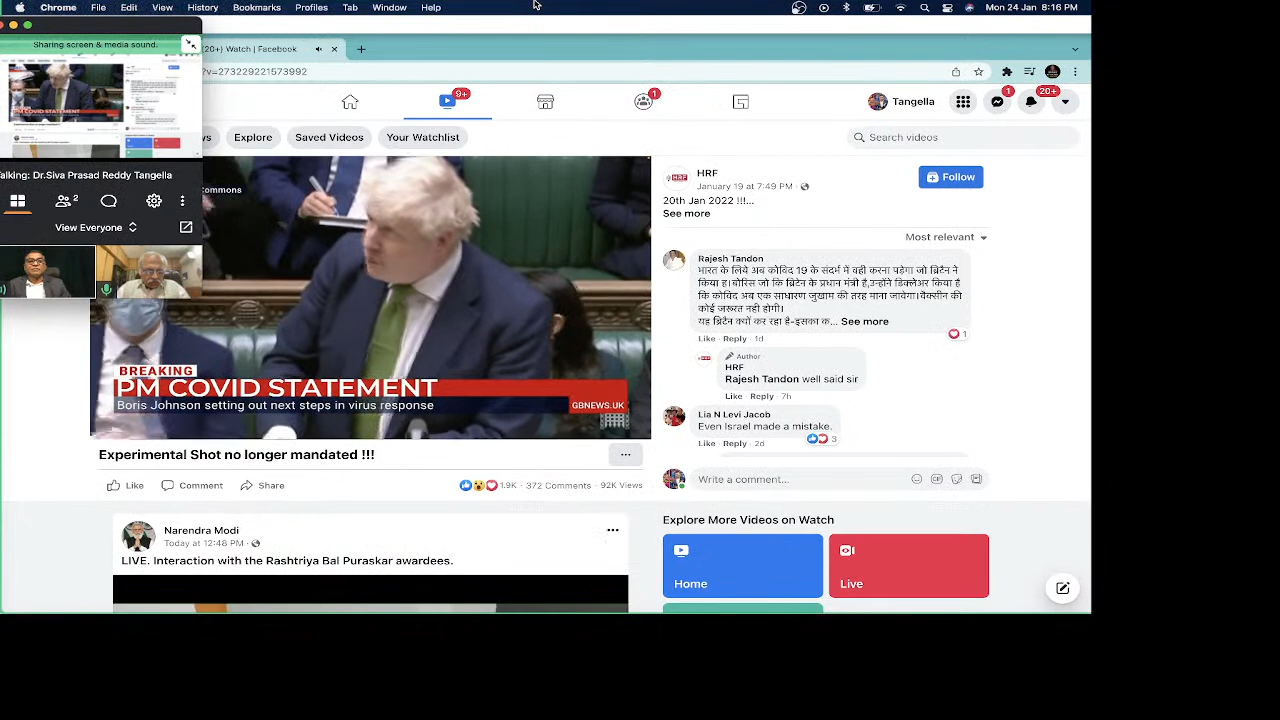 Chrome File Edit View History Bookmarks Profiles Tab Window Help
Mon 24 Jan 8:16 PM
Sharing screen & media sound.
20+) Watch | Facebook
?v=2732292215739
9+
1
20+
Talking: Dr.Siva Prasad Reddy Tangella
2
View Everyone
Explore
Your Watchlist
rch videos
Commons
BREAKING
PM COVID STATEMENT
Boris Johnson setting out next steps in virus response
GBNEWS.UK
Experimental Shot no longer mandated !!!
Like Comment Share
1.9K · 372 Comments · 92K Views
Narendra Modi
Today at 12:48 PM ·
LIVE. Interaction with the Rashtriya Bal Puraskar awardees.
HRF
HRF
January 19 at 7:49 PM ·
Follow
20th Jan 2022 !!!...
See more
Most relevant
Rajesh Tandon
भारत के लिये अब कोविद 19 के संदर्भ में यही करना पड़ेगा जो ब्रिटेन ने
किया है।बोरिस जो कि ब्रिटेन के प्रधानमंत्री है,उन्होंने डिक्लेअर किया है
कि कोविद अब एक साधारण जुखाम की तरह माना जावेगा।वैक्सीन की
कोई जरूरत नही होगी।
यह ब्रिटेन क्यों कर रहा है-इसका क... See more
1
Like · Reply · 1d
Author
HRF
Rajesh Tandon well said sir
Like · Reply · 7h
Lia N Levi Jacob
Even Israel made a mistake.
3
Like · Reply · 2d
Write a comment...
Explore More Videos on Watch
Home
Live